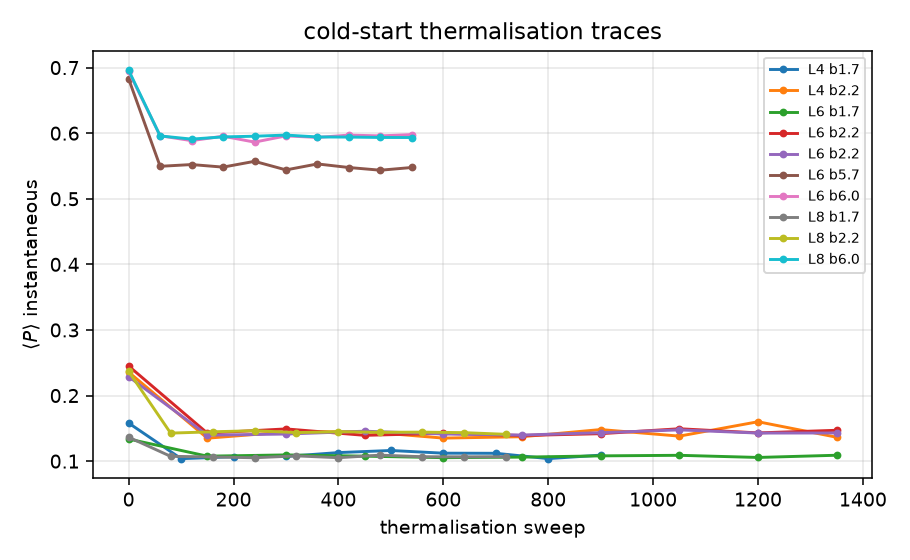 cold-start thermalisation traces
⟨P⟩ instantaneous
0.7
0.6
0.5
0.4
0.3
0.2
0.1
L4 b1.7
L4 b2.2
L6 b1.7
L6 b2.2
L6 b2.2
L6 b5.7
L6 b6.0
L8 b1.7
L8 b2.2
L8 b6.0
0 200 400 600 800 1000 1200 1400
thermalisation sweep